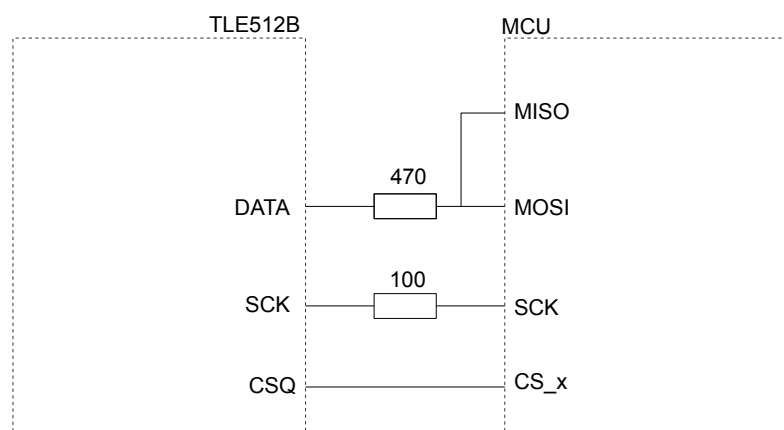 TLE512B MCU
MISO
470
DATA MOSI
100
SCK SCK
CSQ CS_x